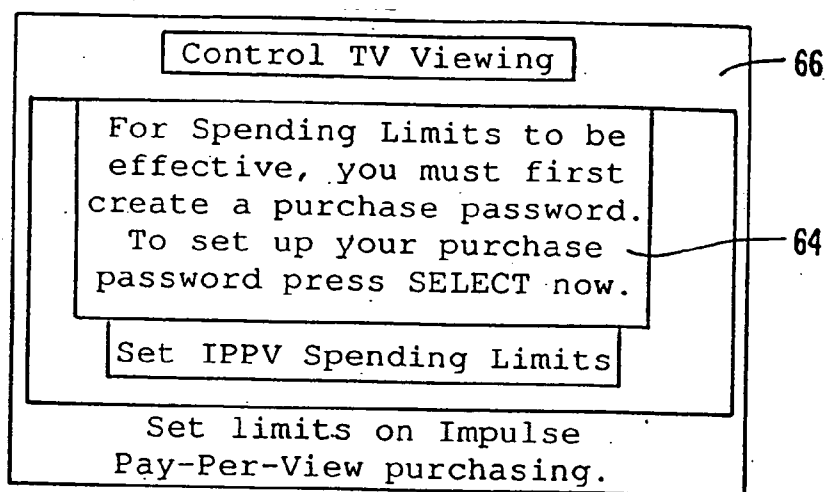 Control TV Viewing
66
For Spending Limits to be
effective, you must first
create a purchase password.
To set up your purchase
64
password press SELECT now.
Set IPPV Spending Limits
Set limits on Impulse
Pay-Per-View purchasing.